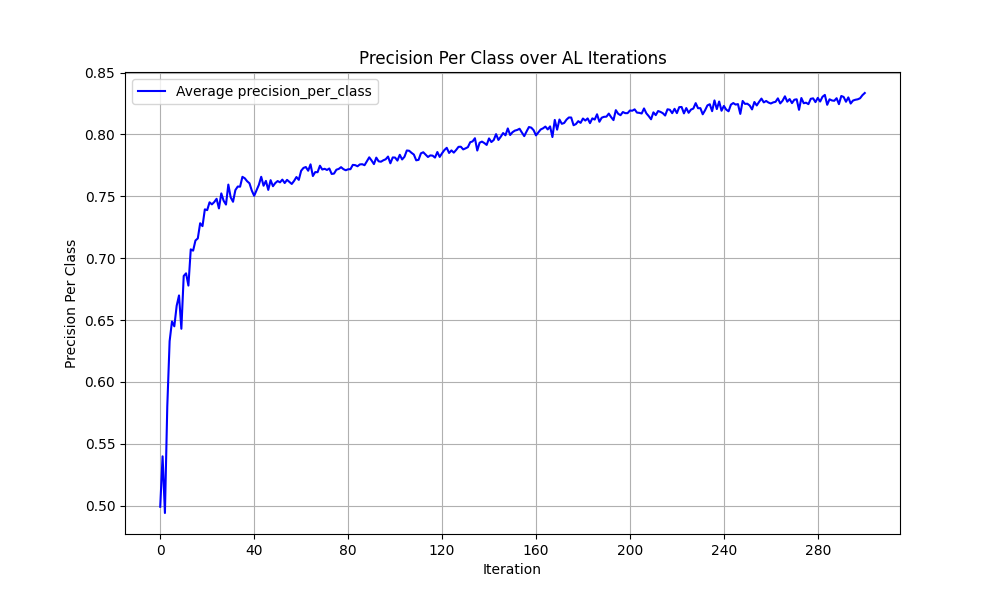 Precision Per Class over AL Iterations
Average precision_per_class
Precision Per Class
0.85
0.80
0.75
0.70
0.65
0.60
0.55
0.50
0 40 80 120 160 200 240 280
Iteration